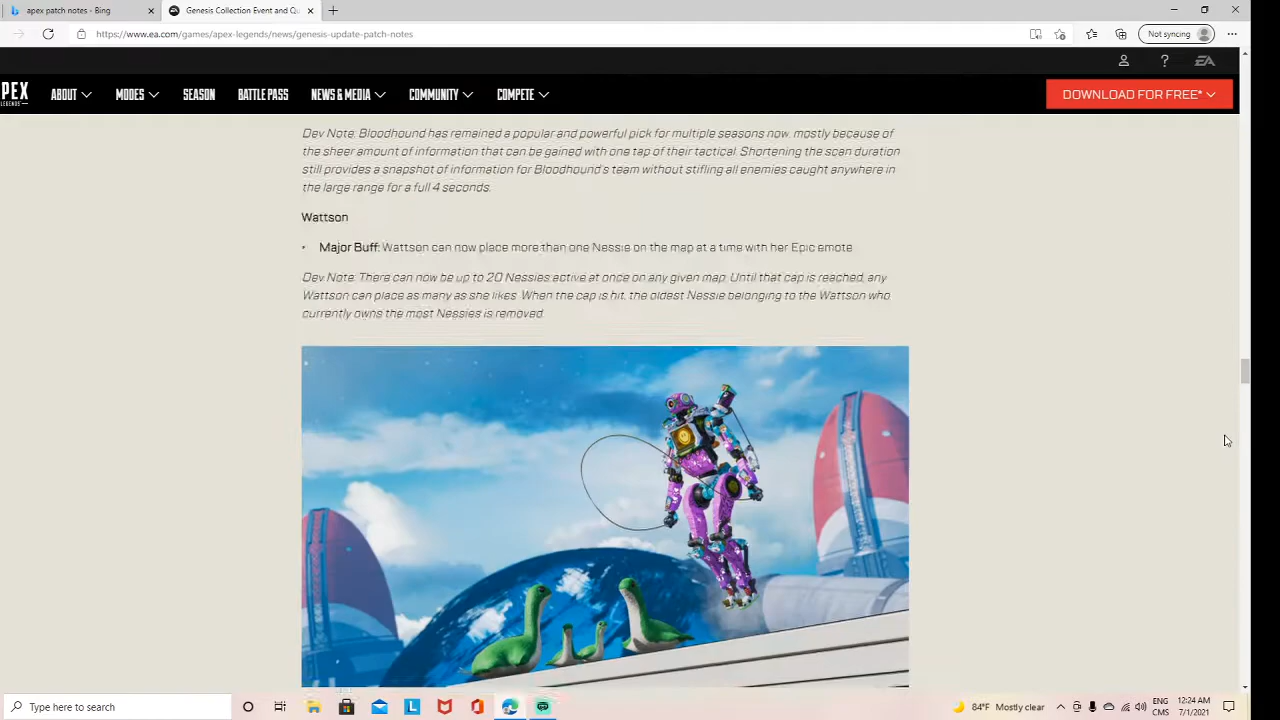 apex patch notes - Bing
Genesis Collection Event and Qu
https://www.ea.com/games/apex-legends/news/genesis-update-patch-notes
Not syncing
?
EA
PEX
LEGENDS
ABOUT
MODES
SEASON
BATTLE PASS
NEWS & MEDIA
COMMUNITY
COMPETE
DOWNLOAD FOR FREE*
Dev Note: Bloodhound has remained a popular and powerful pick for multiple seasons now, mostly because of
the sheer amount of information that can be gained with one tap of their tactical. Shortening the scan duration
still provides a snapshot of information for Bloodhound's team without stifling all enemies caught anywhere in
the large range for a full 4 seconds.
Wattson
• Major Buff: Wattson can now place more than one Nessie on the map at a time with her Epic emote
Dev Note: There can now be up to 20 Nessies active at once on any given map. Until that cap is reached, any
Wattson can place as many as she likes. When the cap is hit, the oldest Nessie belonging to the Wattson who
currently owns the most Nessies is removed.
Type here to search
L
84°F Mostly clear
ENG
CMS
12:24 AM
7/1/2021